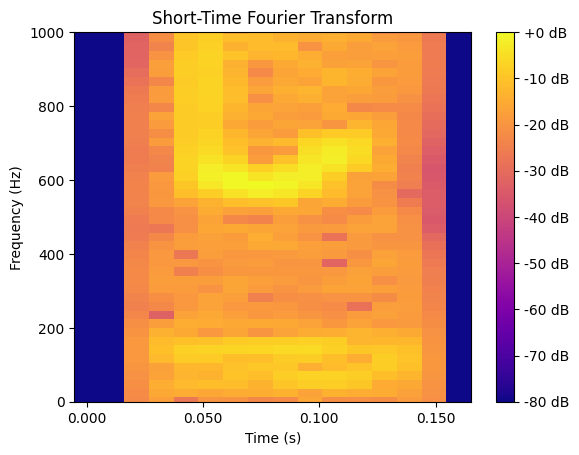 Short-Time Fourier Transform
1000
800
600
400
200
0
Frequency (Hz)
0.000
0.050
0.100
0.150
Time (s)
+0 dB
-10 dB
-20 dB
-30 dB
-40 dB
-50 dB
-60 dB
-70 dB
-80 dB